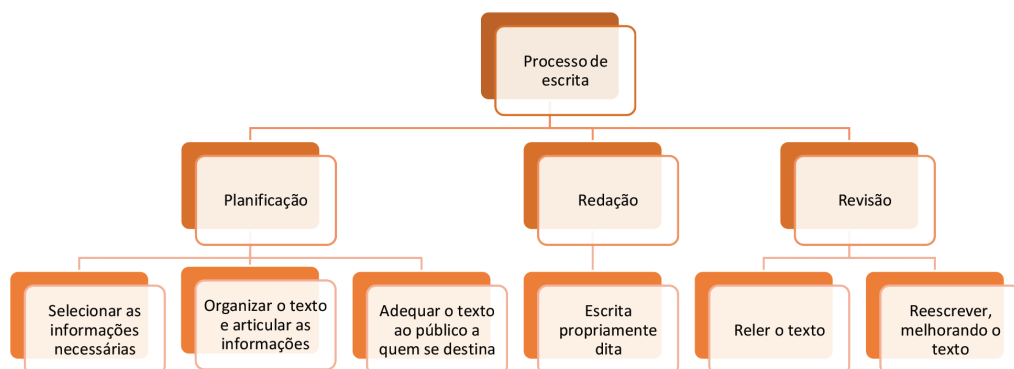 Processo de
escrita
Planificação
Redação
Revisão
Selecionar as
informações
necessárias
Organizar o texto
e articular as
informações
Adequar o texto
ao público a
quem se destina
Escrita
propriamente
dita
Reler o texto
Reescrever,
melhorando o
texto